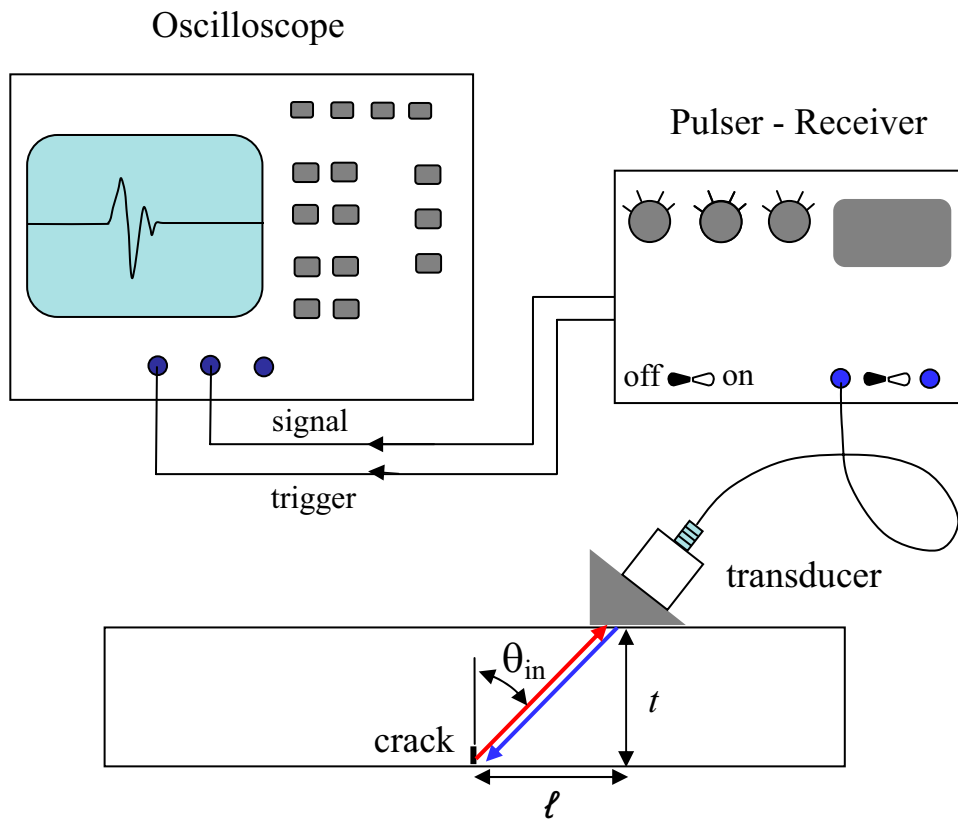 Oscilloscope
Pulser - Receiver
off on
signal
trigger
transducer
θin
t
crack
ℓ